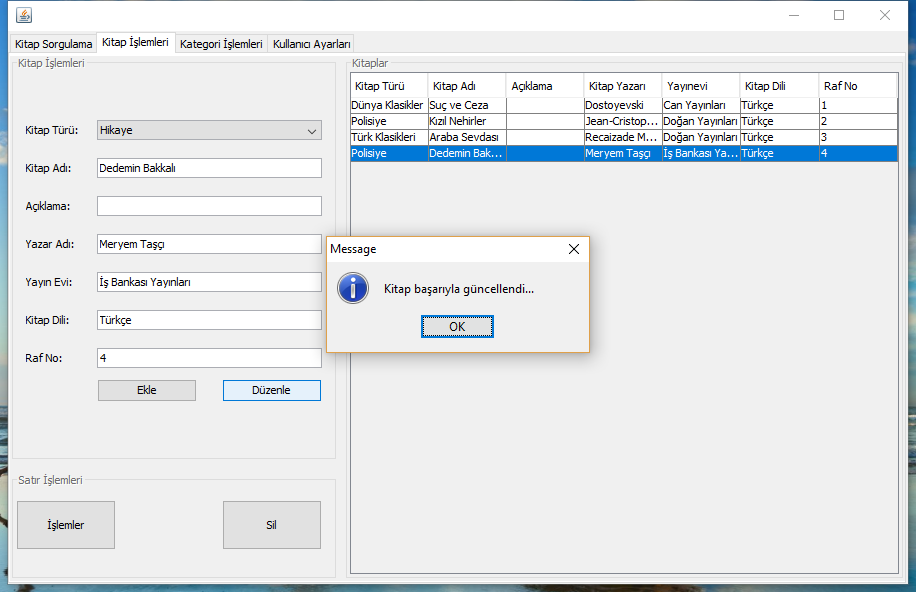 Kitap Sorgulama Kitap İşlemleri Kategori İşlemleri Kullanıcı Ayarları
Kitap İşlemleri
Kitap Türü: Hikaye
Kitap Adı: Dedemin Bakkalı
Açıklama:
Yazar Adı: Meryem Taşçı
Yayın Evi: İş Bankası Yayınları
Kitap Dili: Türkçe
Raf No: 4
Ekle Düzenle
Satır İşlemleri
İşlemler Sil
Kitaplar
Kitap Türü Kitap Adı Açıklama Kitap Yazarı Yayınevi Kitap Dili Raf No
Dünya Klasikler Suç ve Ceza Dostoyevski Can Yayınları Türkçe 1
Polisiye Kızıl Nehirler Jean-Cristop... Doğan Yayınları Türkçe 2
Türk Klasikleri Araba Sevdası Recaizade M... Doğan Yayınları Türkçe 3
Polisiye Dedemin Bak... Meryem Taşçı İş Bankası Ya... Türkçe 4
Message
Kitap başarıyla güncellendi...
OK